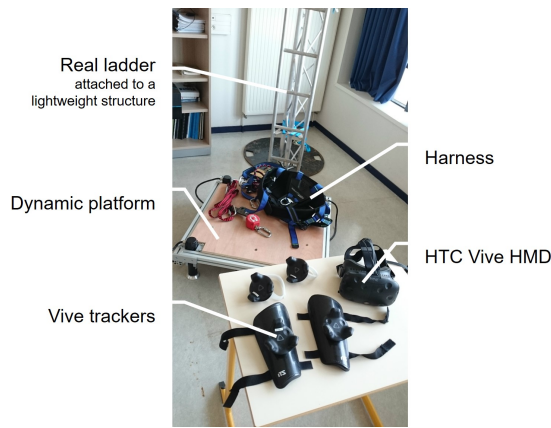 Real ladder
attached to a
lightweight structure
Harness
Dynamic platform
HTC Vive HMD
Vive trackers